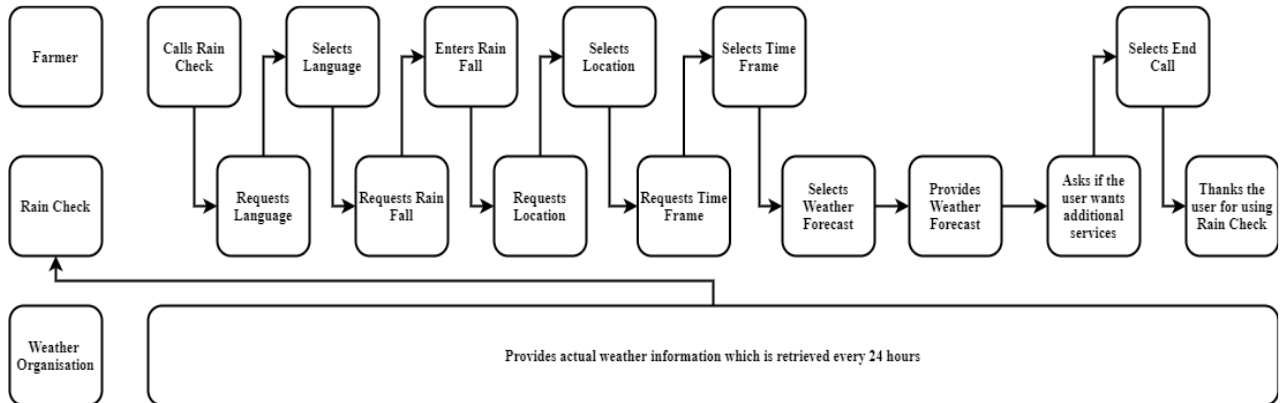 Farmer
Calls Rain
Check
Selects
Language
Enters Rain
Fall
Selects
Location
Selects Time
Frame
Selects End
Call
Rain Check
Requests
Language
Requests Rain
Fall
Requests
Location
Requests Time
Frame
Selects
Weather
Forecast
Provides
Weather
Forecast
Asks if the
user wants
additional
services
Thanks the
user for using
Rain Check
Weather
Organisation
Provides actual weather information which is retrieved every 24 hours